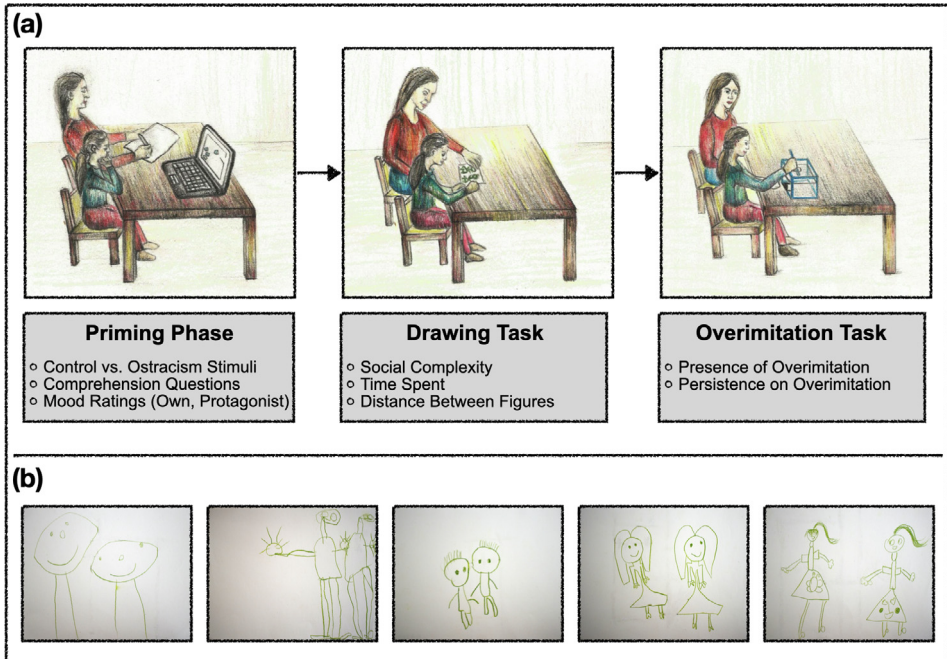 (a)
Priming Phase
Control vs. Ostracism Stimuli
Comprehension Questions
Mood Ratings (Own, Protagonist)
Drawing Task
Social Complexity
Time Spent
Distance Between Figures
Overimitation Task
Presence of Overimitation
Persistence on Overimitation
(b)